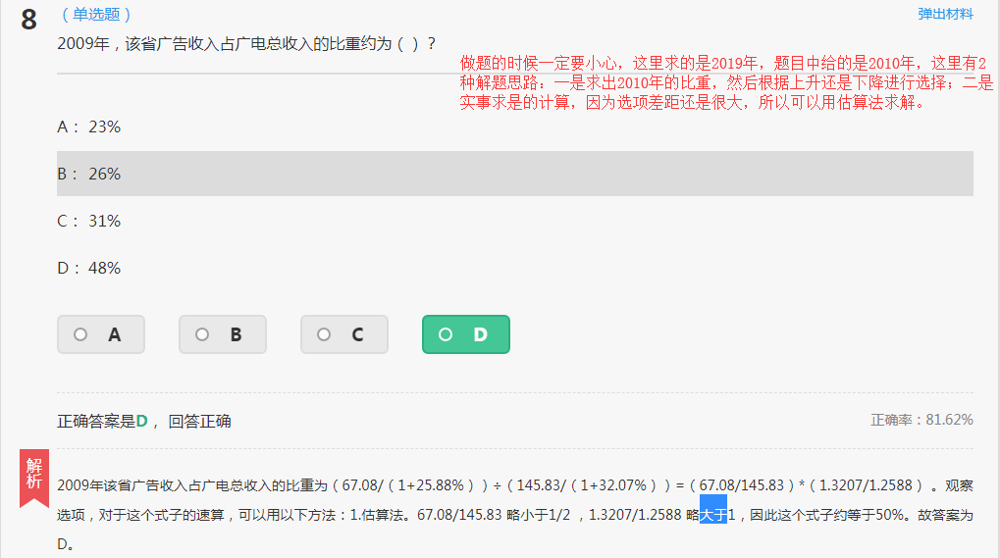 8
（单选题）
弹出材料
2009年，该省广告收入占广电总收入的比重约为（ ）？
做题的时候一定要小心，这里求的是2019年，题目中给的是2010年，这里有2
种解题思路：一是求出2010年的比重，然后根据上升还是下降进行选择；二是
实事求是的计算，因为选项差距还是很大，所以可以用估算法求解。
A： 23%
B： 26%
C： 31%
D： 48%
A B C D
正确答案是D， 回答正确
正确率：81.62%
解析
2009年该省广告收入占广电总收入的比重为（67.08/（1+25.88%））÷（145.83/（1+32.07%））=（67.08/145.83）*（1.3207/1.2588） 。观察
选项，对于这个式子的速算，可以用以下方法：1.估算法。67.08/145.83 略小于1/2 ，1.3207/1.2588 略大于1，因此这个式子约等于50%。故答案为
D。